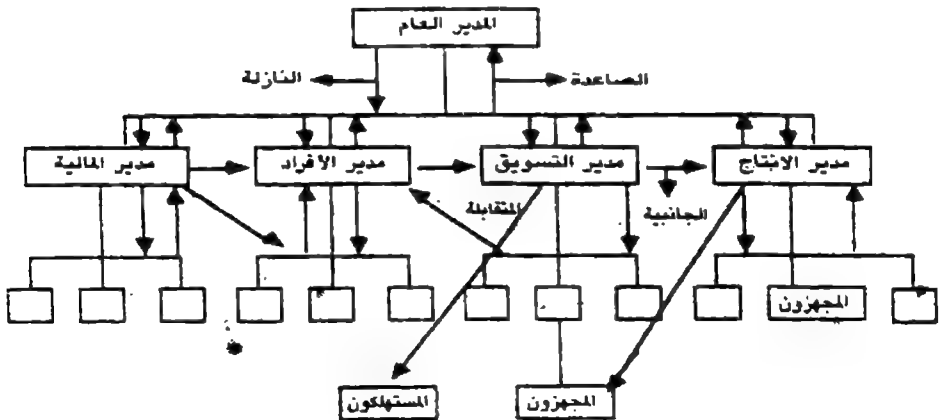 المدير العام
الصاعدة
النازلة
مدير الانتاج
مدير التسويق
مدير الأفراد
مدير المالية
الجانبية
المتقابلة
المجهزون
المجهزون
المستهلكون